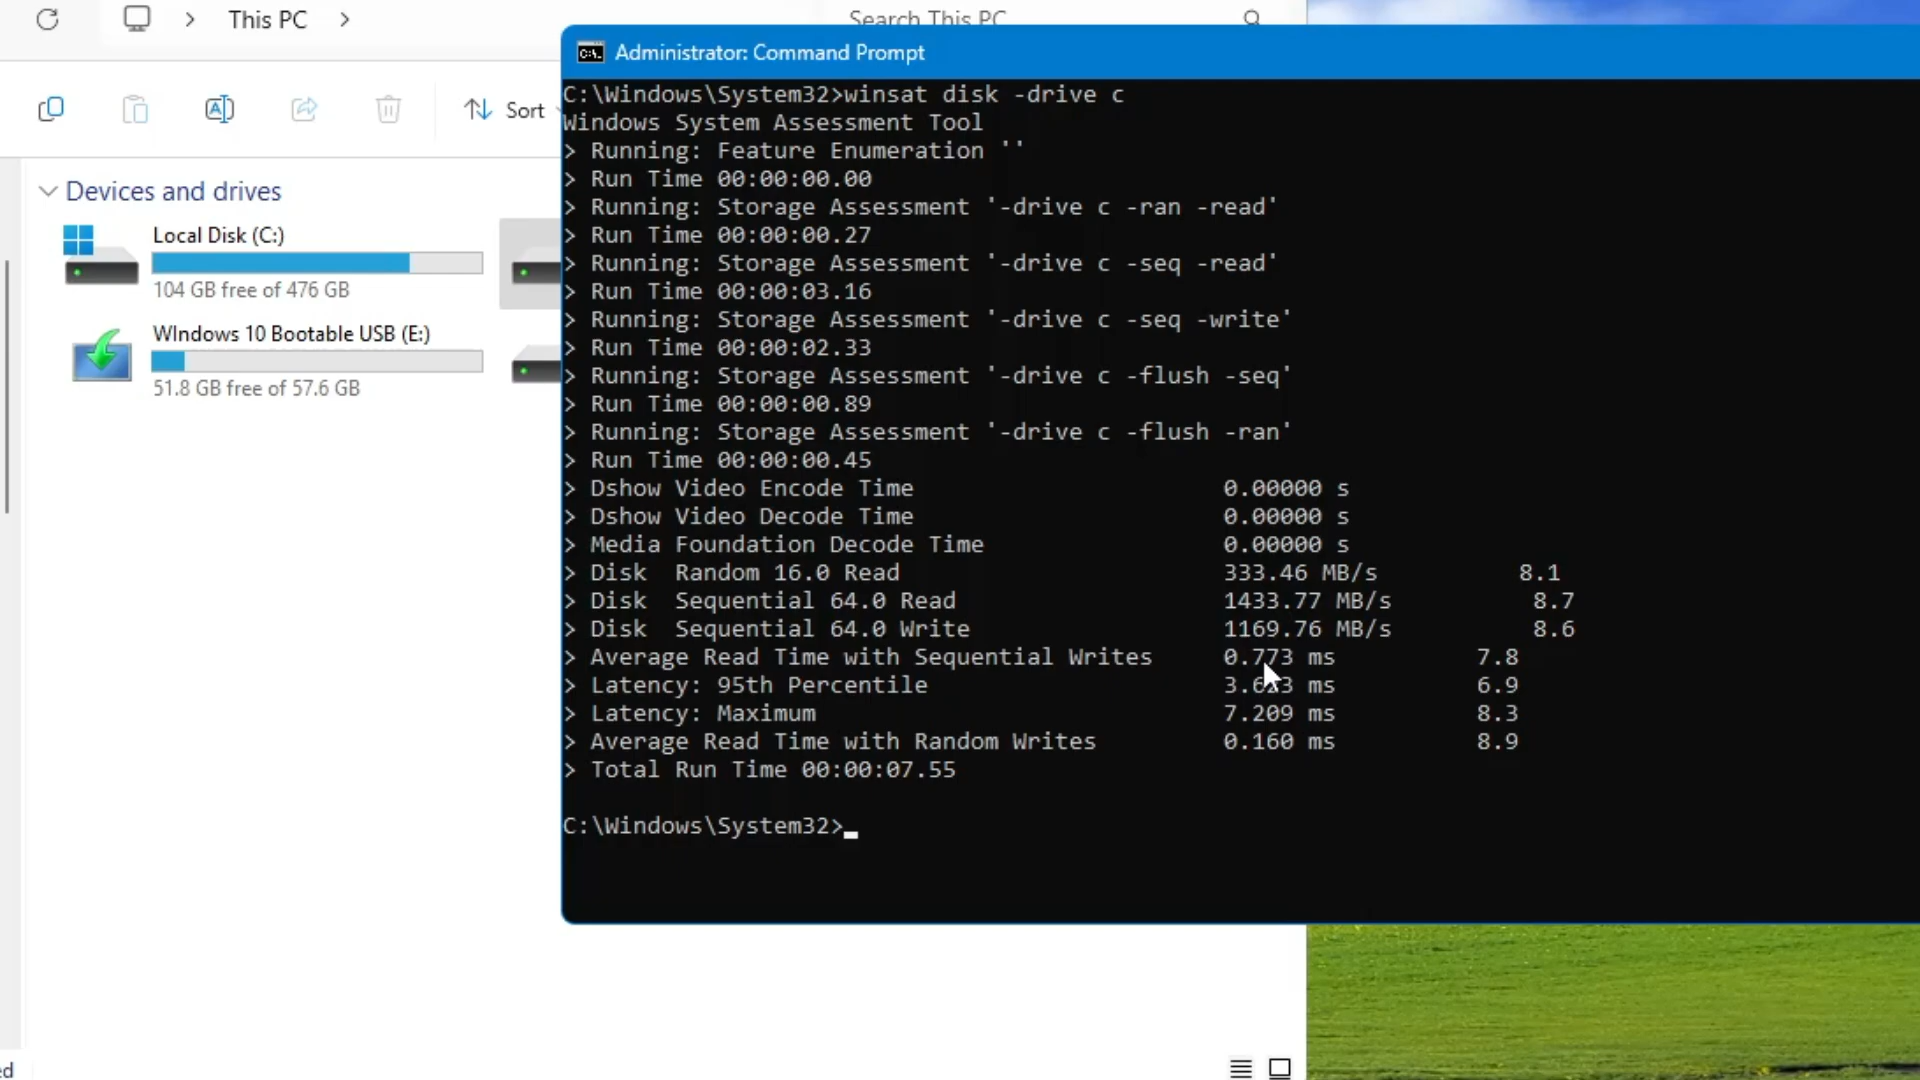 This PC
Search This PC
Sort
Devices and drives
Local Disk (C:)
104 GB free of 476 GB
WIndows 10 Bootable USB (E:)
51.8 GB free of 57.6 GB
Administrator: Command Prompt
C:\Windows\System32>winsat disk -drive c
Windows System Assessment Tool
> Running: Feature Enumeration ''
> Run Time 00:00:00.00
> Running: Storage Assessment '-drive c -ran -read'
> Run Time 00:00:00.27
> Running: Storage Assessment '-drive c -seq -read'
> Run Time 00:00:03.16
> Running: Storage Assessment '-drive c -seq -write'
> Run Time 00:00:02.33
> Running: Storage Assessment '-drive c -flush -seq'
> Run Time 00:00:00.89
> Running: Storage Assessment '-drive c -flush -ran'
> Run Time 00:00:00.45
> Dshow Video Encode Time 0.00000 s
> Dshow Video Decode Time 0.00000 s
> Media Foundation Decode Time 0.00000 s
> Disk Random 16.0 Read 333.46 MB/s 8.1
> Disk Sequential 64.0 Read 1433.77 MB/s 8.7
> Disk Sequential 64.0 Write 1169.76 MB/s 8.6
> Average Read Time with Sequential Writes 0.773 ms 7.8
> Latency: 95th Percentile ms 6.9
> Latency: Maximum 7.209 ms 8.3
> Average Read Time with Random Writes 0.160 ms 8.9
> Total Run Time 00:00:07.55
C:\Windows\System32>